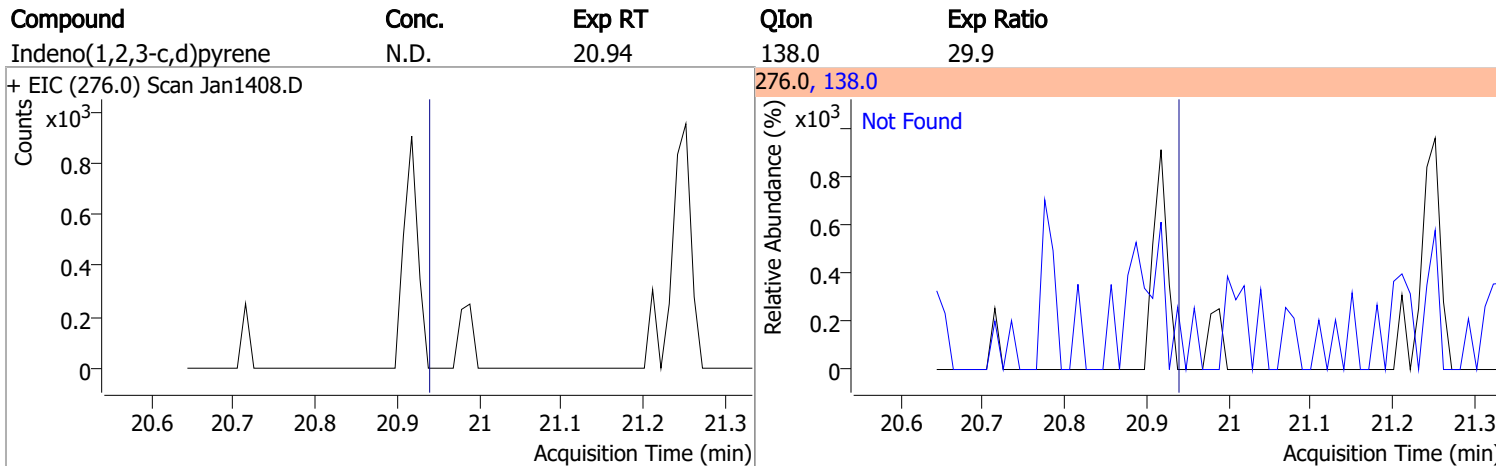 Compound Conc. Exp RT QIon Exp Ratio
Indeno(1,2,3-c,d)pyrene N.D. 20.94 138.0 29.9
+ EIC (276.0) Scan Jan1408.D
Counts
x10³
0.8
0.6
0.4
0.2
0
20.6 20.7 20.8 20.9 21 21.1 21.2 21.3
Acquisition Time (min)
276.0, 138.0
Relative Abundance (%)
x10³
Not Found
0.8
0.6
0.4
0.2
0
20.6 20.7 20.8 20.9 21 21.1 21.2 21.3
Acquisition Time (min)